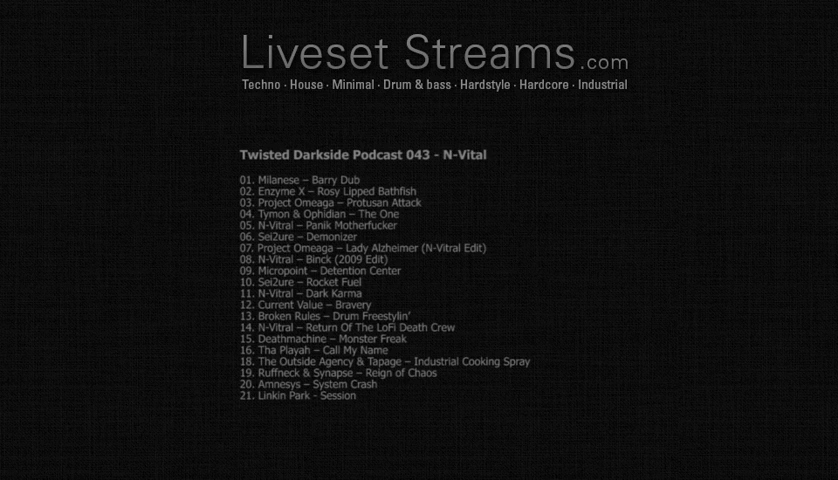 Liveset Streams.com
Techno · House · Minimal · Drum & bass · Hardstyle · Hardcore · Industrial
Twisted Darkside Podcast 043 - N-Vital
01. Milanese – Barry Dub
02. Enzyme X – Rosy Lipped Bathfish
03. Project Omeaga – Protusan Attack
04. Tymon & Ophidian – The One
05. N-Vitral – Panik Motherfucker
06. Sei2ure – Demonizer
07. Project Omeaga – Lady Alzheimer (N-Vitral Edit)
08. N-Vitral – Binck (2009 Edit)
09. Micropoint – Detention Center
10. Sei2ure – Rocket Fuel
11. N-Vitral – Dark Karma
12. Current Value – Bravery
13. Broken Rules – Drum Freestylin’
14. N-Vitral – Return Of The LoFi Death Crew
15. Deathmachine – Monster Freak
16. Tha Playah – Call My Name
18. The Outside Agency & Tapage – Industrial Cooking Spray
19. Ruffneck & Synapse – Reign of Chaos
20. Amnesys – System Crash
21. Linkin Park - Session